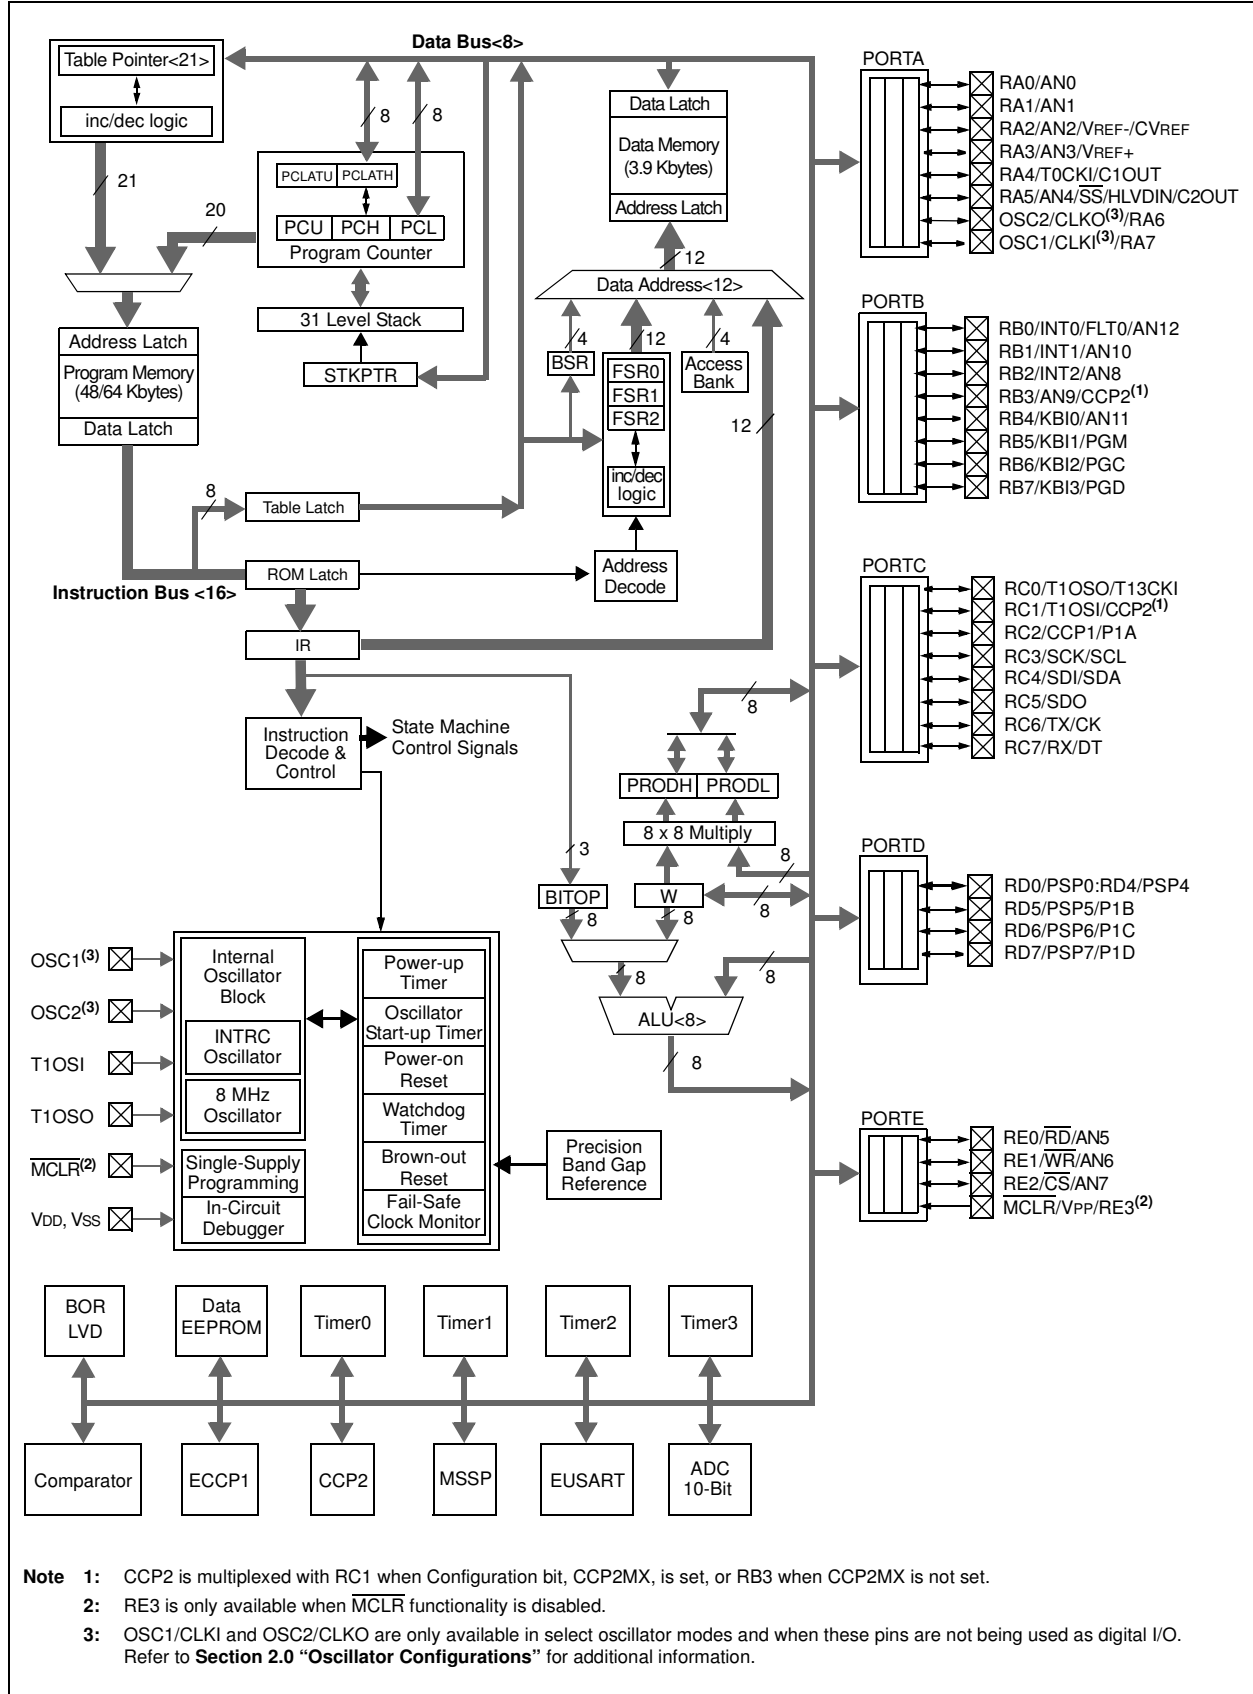 Data Bus<8>
Table Pointer<21>
inc/dec logic
21
20
8
8
PCLATU
PCLATH
PCU
PCH
PCL
Program Counter
31 Level Stack
STKPTR
Data Latch
Data Memory
(3.9 Kbytes)
Address Latch
12
Data Address<12>
4
12
4
BSR
FSR0
FSR1
FSR2
inc/dec
logic
Access
Bank
12
Address Latch
Program Memory
(48/64 Kbytes)
Data Latch
8
Table Latch
ROM Latch
Instruction Bus <16>
Address
Decode
IR
Instruction
Decode &
Control
State Machine
Control Signals
8
PRODH
PRODL
8 x 8 Multiply
3
8
BITOP
W
8
8
8
8
8
ALU<8>
8
OSC1(3)
OSC2(3)
T1OSI
T1OSO
MCLR(2)
VDD, VSS
Internal
Oscillator
Block
INTRC
Oscillator
8 MHz
Oscillator
Single-Supply
Programming
In-Circuit
Debugger
Power-up
Timer
Oscillator
Start-up Timer
Power-on
Reset
Watchdog
Timer
Brown-out
Reset
Fail-Safe
Clock Monitor
Precision
Band Gap
Reference
PORTA
RA0/AN0
RA1/AN1
RA2/AN2/VREF-/CVREF
RA3/AN3/VREF+
RA4/T0CKI/C1OUT
RA5/AN4/SS/HLVDIN/C2OUT
OSC2/CLKO(3)/RA6
OSC1/CLKI(3)/RA7
PORTB
RB0/INT0/FLT0/AN12
RB1/INT1/AN10
RB2/INT2/AN8
RB3/AN9/CCP2(1)
RB4/KBI0/AN11
RB5/KBI1/PGM
RB6/KBI2/PGC
RB7/KBI3/PGD
PORTC
RC0/T1OSO/T13CKI
RC1/T1OSI/CCP2(1)
RC2/CCP1/P1A
RC3/SCK/SCL
RC4/SDI/SDA
RC5/SDO
RC6/TX/CK
RC7/RX/DT
PORTD
RD0/PSP0:RD4/PSP4
RD5/PSP5/P1B
RD6/PSP6/P1C
RD7/PSP7/P1D
PORTE
RE0/RD/AN5
RE1/WR/AN6
RE2/CS/AN7
MCLR/VPP/RE3(2)
BOR
LVD
Data
EEPROM
Timer0
Timer1
Timer2
Timer3
Comparator
ECCP1
CCP2
MSSP
EUSART
ADC
10-Bit
Note 1: CCP2 is multiplexed with RC1 when Configuration bit, CCP2MX, is set, or RB3 when CCP2MX is not set.
2: RE3 is only available when MCLR functionality is disabled.
3: OSC1/CLKI and OSC2/CLKO are only available in select oscillator modes and when these pins are not being used as digital I/O.
Refer to Section 2.0 “Oscillator Configurations” for additional information.